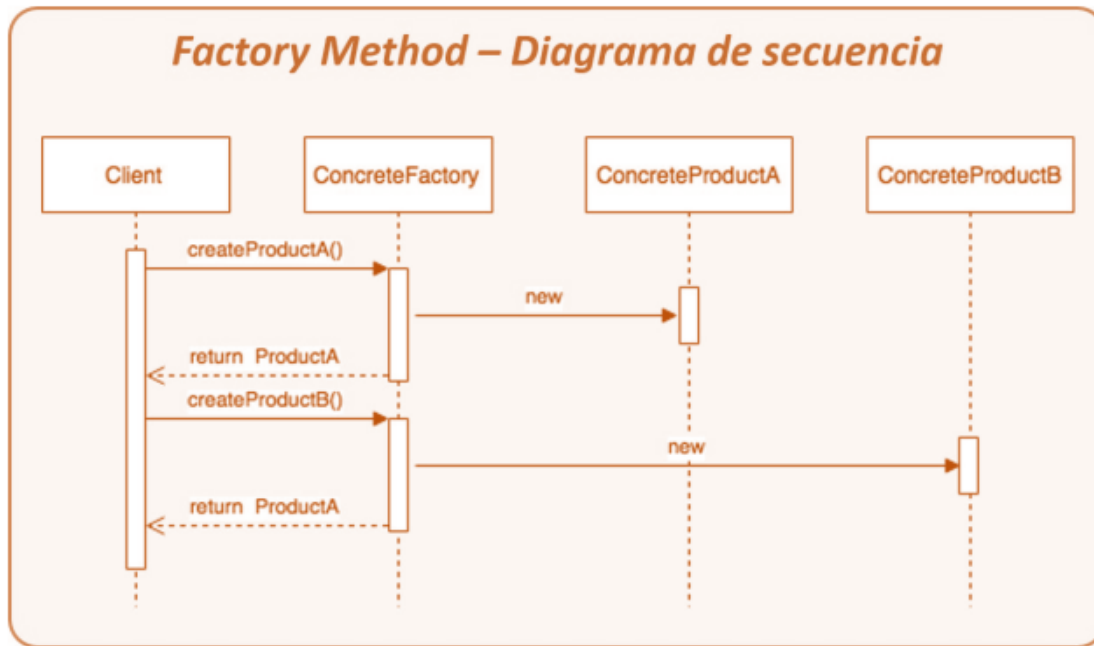 Factory Method – Diagrama de secuencia
Client
ConcreteFactory
ConcreteProductA
ConcreteProductB
createProductA()
new
return ProductA
createProductB()
new
return ProductA